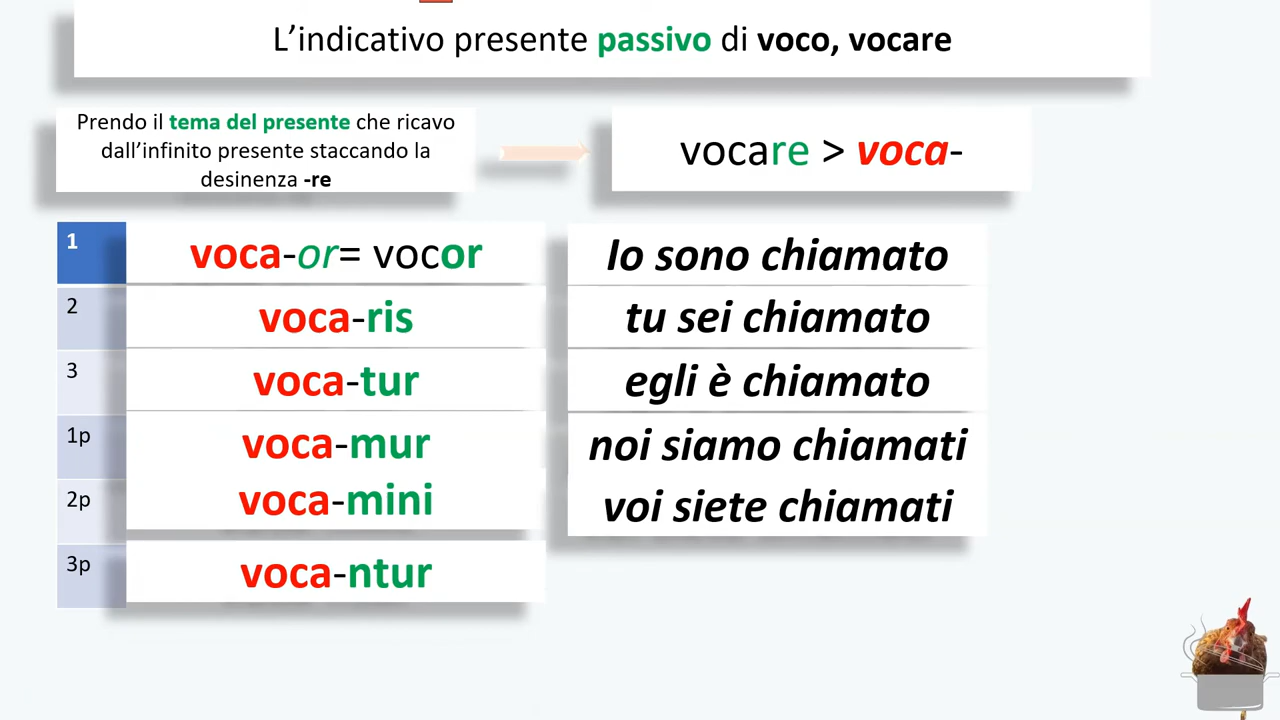 L’indicativo presente passivo di voco, vocare
Prendo il tema del presente che ricavo
dall’infinito presente staccando la
desinenza -re
vocare > voca-
1 voca-or= vocor Io sono chiamato
2 voca-ris tu sei chiamato
3 voca-tur egli è chiamato
1p voca-mur noi siamo chiamati
2p voca-mini voi siete chiamati
3p voca-ntur